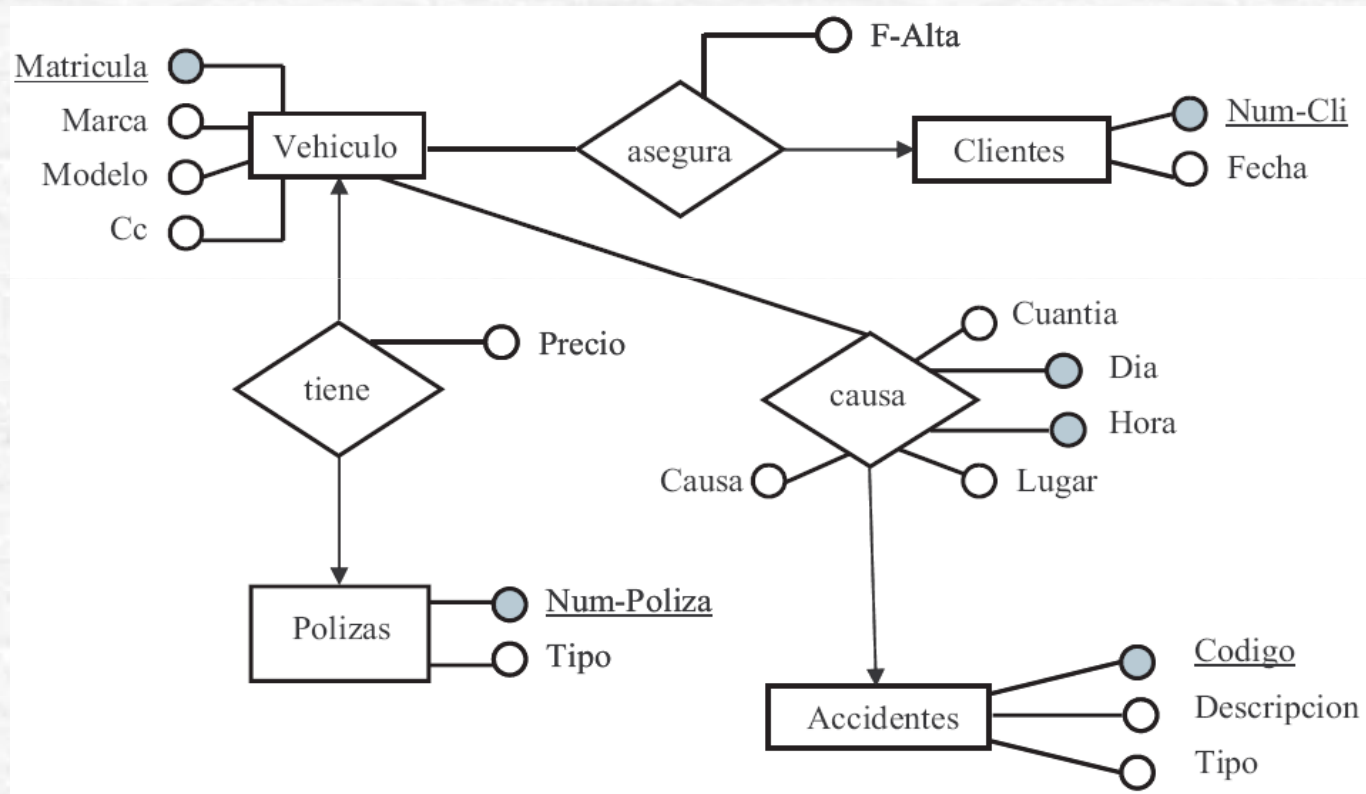 F-Alta
Matricula
Marca
Modelo
Cc
Vehiculo
asegura
Clientes
Num-Cli
Fecha
tiene
Precio
causa
Cuantia
Dia
Hora
Lugar
Causa
Polizas
Num-Poliza
Tipo
Accidentes
Codigo
Descripcion
Tipo